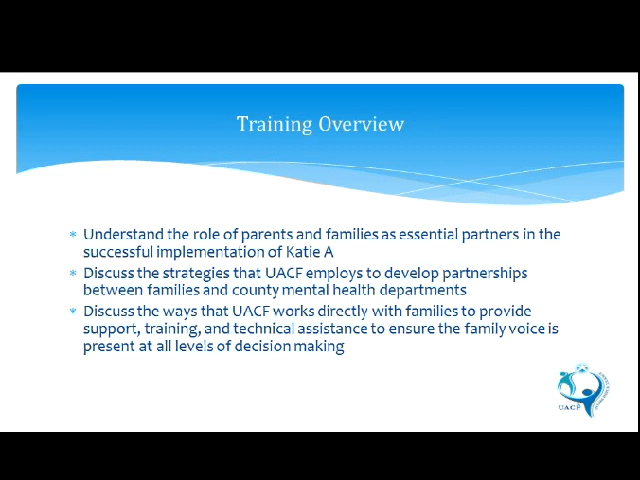 Training Overview
Understand the role of parents and families as essential partners in the
successful implementation of Katie A
Discuss the strategies that UACF employs to develop partnerships
between families and county mental health departments
Discuss the ways that UACF works directly with families to provide
support, training, and technical assistance to ensure the family voice is
present at all levels of decision making
UACF